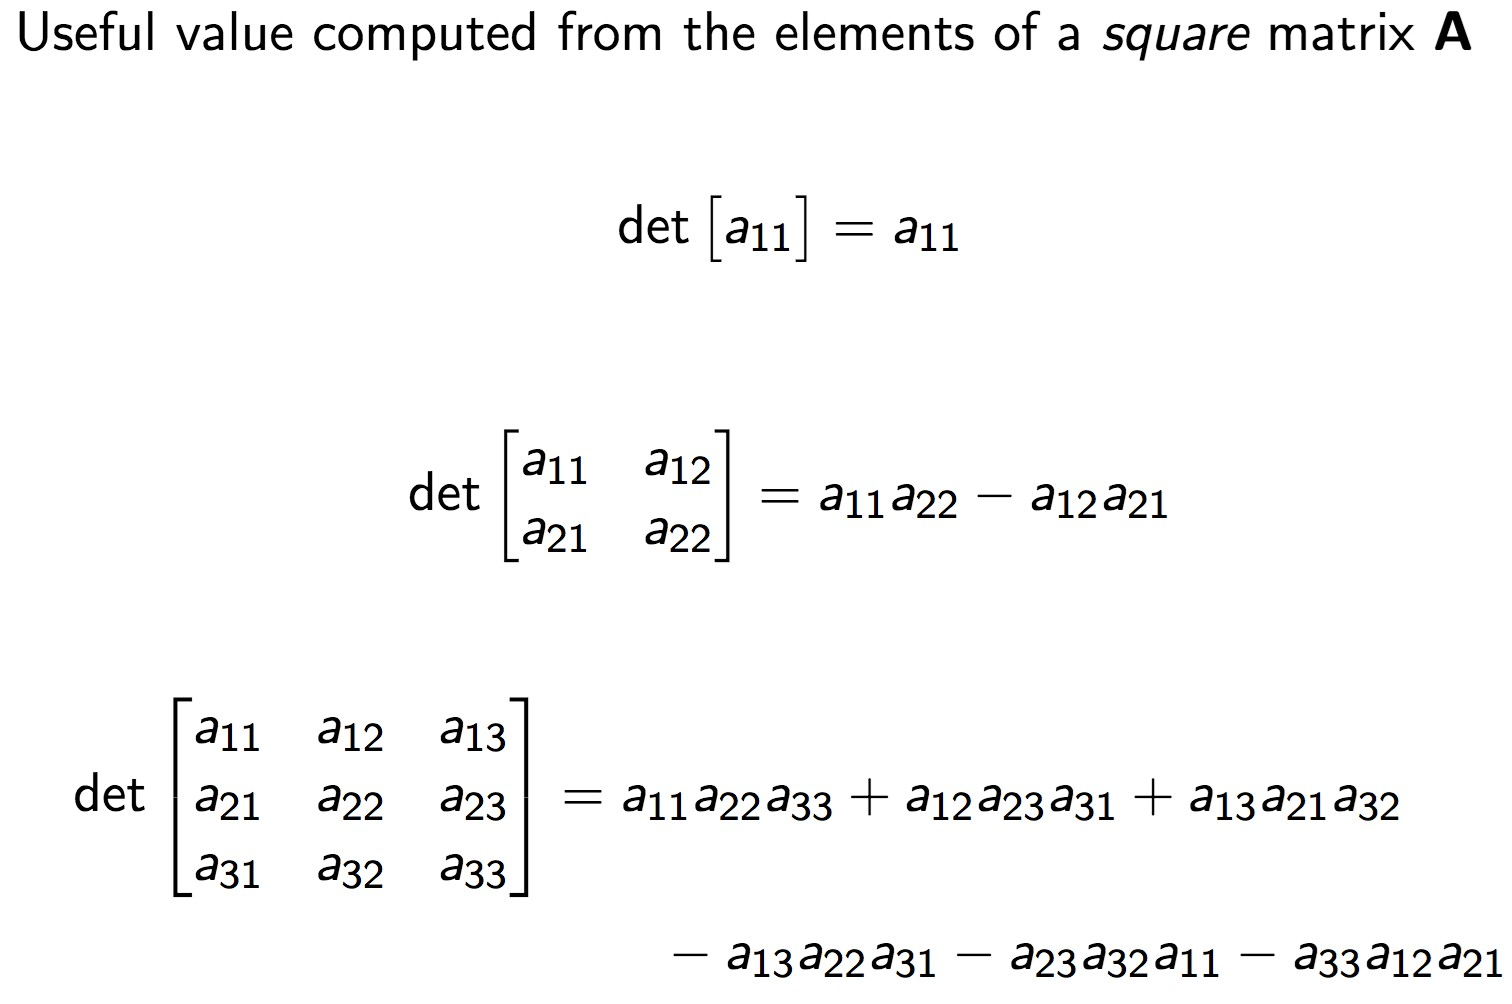 Useful value computed from the elements of a square matrix A
det [a₁₁] = a₁₁
det [a₁₁ a₁₂
a₂₁ a₂₂] = a₁₁a₂₂ − a₁₂a₂₁
det [a₁₁ a₁₂ a₁₃
a₂₁ a₂₂ a₂₃
a₃₁ a₃₂ a₃₃] = a₁₁a₂₂a₃₃ + a₁₂a₂₃a₃₁ + a₁₃a₂₁a₃₂
− a₁₃a₂₂a₃₁ − a₂₃a₃₂a₁₁ − a₃₃a₁₂a₂₁